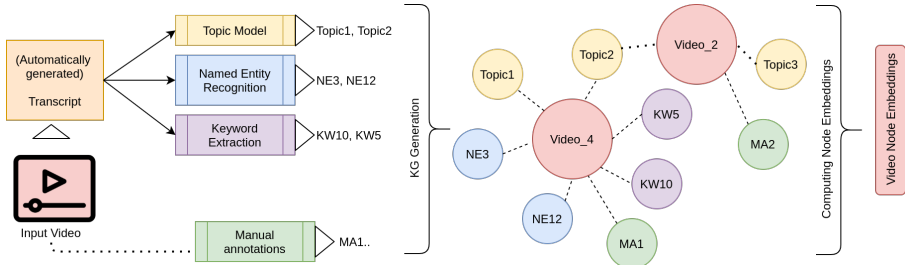 (Automatically
generated)
Transcript
Input Video
Topic Model
Topic1, Topic2
Named Entity
Recognition
NE3, NE12
Keyword
Extraction
KW10, KW5
Manual
annotations
MA1..
KG Generation
Topic1
Topic2
Video_2
Topic3
KW5
Video_4
NE3
MA2
KW10
NE12
MA1
Computing Node Embeddings
Video Node Embeddings